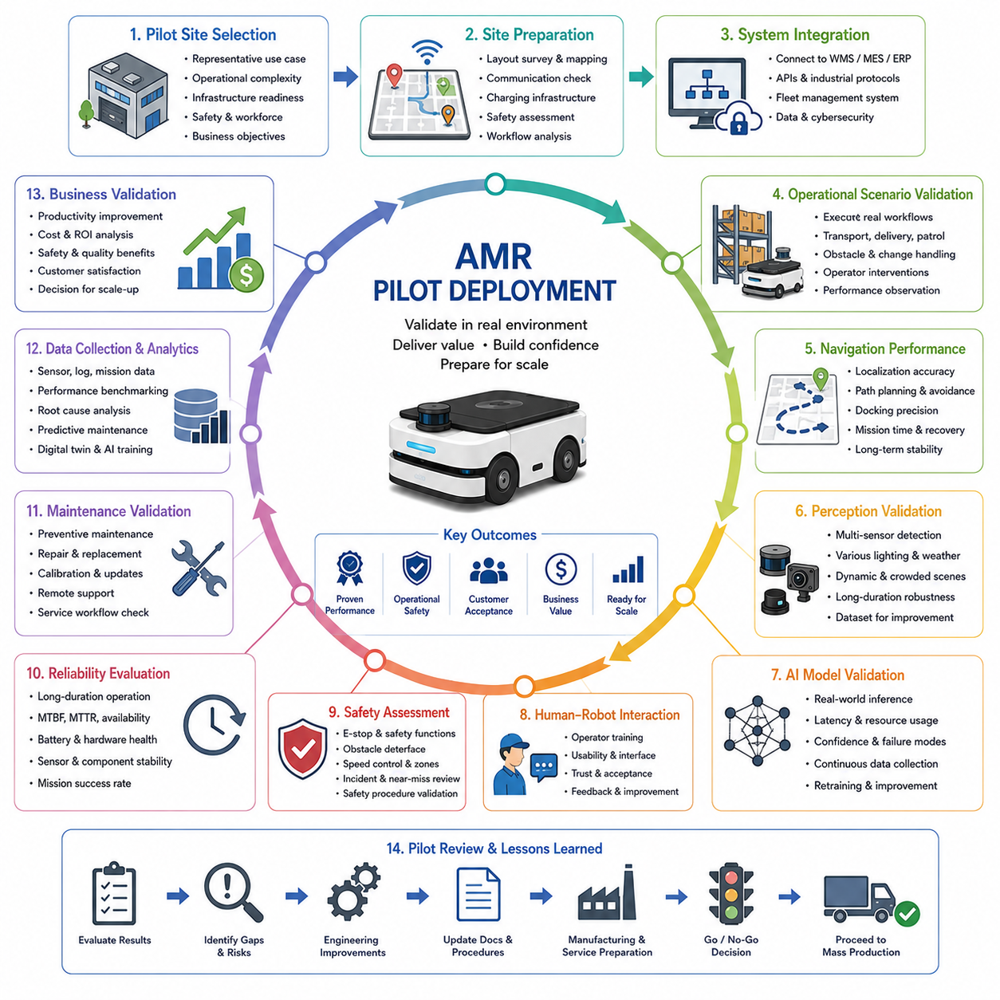 1. Pilot Site Selection
• Representative use case
• Operational complexity
• Infrastructure readiness
• Safety & workforce
• Business objectives
2. Site Preparation
• Layout survey & mapping
• Communication check
• Charging infrastructure
• Safety assessment
• Workflow analysis
3. System Integration
• Connect to WMS / MES / ERP
• APIs & industrial protocols
• Fleet management system
• Data & cybersecurity
13. Business Validation
• Productivity improvement
• Cost & ROI analysis
• Safety & quality benefits
• Customer satisfaction
• Decision for scale-up
$
4. Operational Scenario Validation
• Execute real workflows
• Transport, delivery, patrol
• Obstacle & change handling
• Operator interventions
• Performance observation
AMR
PILOT DEPLOYMENT
Validate in real environment
Deliver value • Build confidence
Prepare for scale
12. Data Collection & Analytics
• Sensor, log, mission data
• Performance benchmarking
• Root cause analysis
• Predictive maintenance
• Digital twin & AI training
5. Navigation Performance
• Localization accuracy
• Path planning & avoidance
• Docking precision
• Mission time & recovery
• Long-term stability
11. Maintenance Validation
• Preventive maintenance
• Repair & replacement
• Calibration & updates
• Remote support
• Service workflow check
Key Outcomes
$
Proven
Performance
Operational
Safety
Customer
Acceptance
Business
Value
Ready for
Scale
6. Perception Validation
• Multi-sensor detection
• Various lighting & weather
• Dynamic & crowded scenes
• Long-duration robustness
• Dataset for improvement
10. Reliability Evaluation
• Long-duration operation
• MTBF, MTTR, availability
• Battery & hardware health
• Sensor & component stability
• Mission success rate
9. Safety Assessment
• E-stop & safety functions
• Obstacle deterface
• Speed control & zones
• Incident & near-miss review
• Safety procedure validation
8. Human–Robot Interaction
• Operator training
• Usability & interface
• Trust & acceptance
• Feedback & improvement
7. AI Model Validation
• Real-world inference
• Latency & resource usage
• Confidence & failure modes
• Continuous data collection
• Retraining & improvement
14. Pilot Review & Lessons Learned
Evaluate Results
Identify Gaps
& Risks
Engineering
Improvements
Update Docs &
Procedures
Manufacturing &
Service Preparation
Go / No-Go
Decision
Proceed to
Mass Production